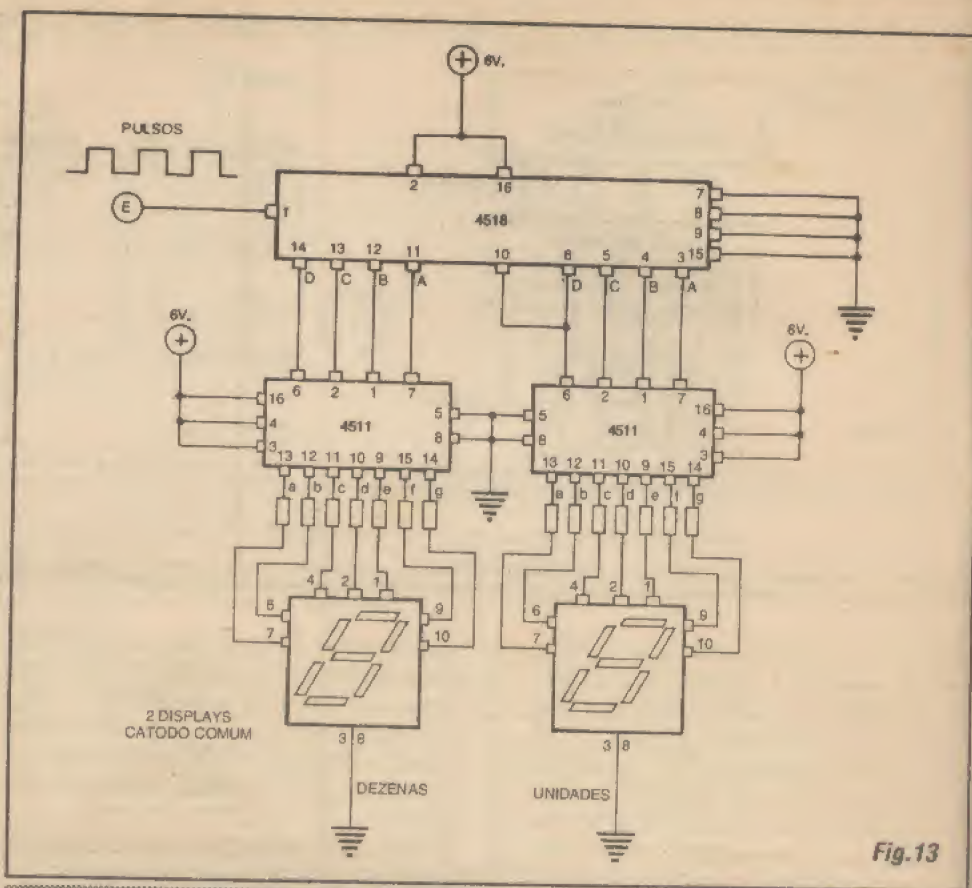 6V.
PULSOS
E
1
2 16
4518
7
8
9
15
14 13 12 11 10 6 5 4 3
D C B A D C B A
6V.
6V.
6 2 1 7
16
4
3
4511
5
8
13 12 11 10 9 15 14
a b c d e f g
6 2 1 7
5
8
4511
16
4
3
13 12 11 10 9 15 14
a b c d e f g
4 2 1
6
7
9
10
4 2 1
6
7
9
10
2 DISPLAYS
CATODO COMUM
3 8
DEZENAS
3 8
UNIDADES
Fig.13